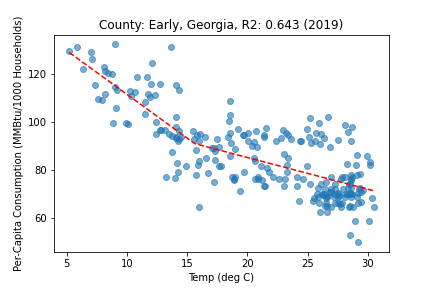 County: Early, Georgia, R2: 0.643 (2019)
Per-Capita Consumption (MMBtu/1000 Households)
120
100
80
60
5 10 15 20 25 30
Temp (deg C)